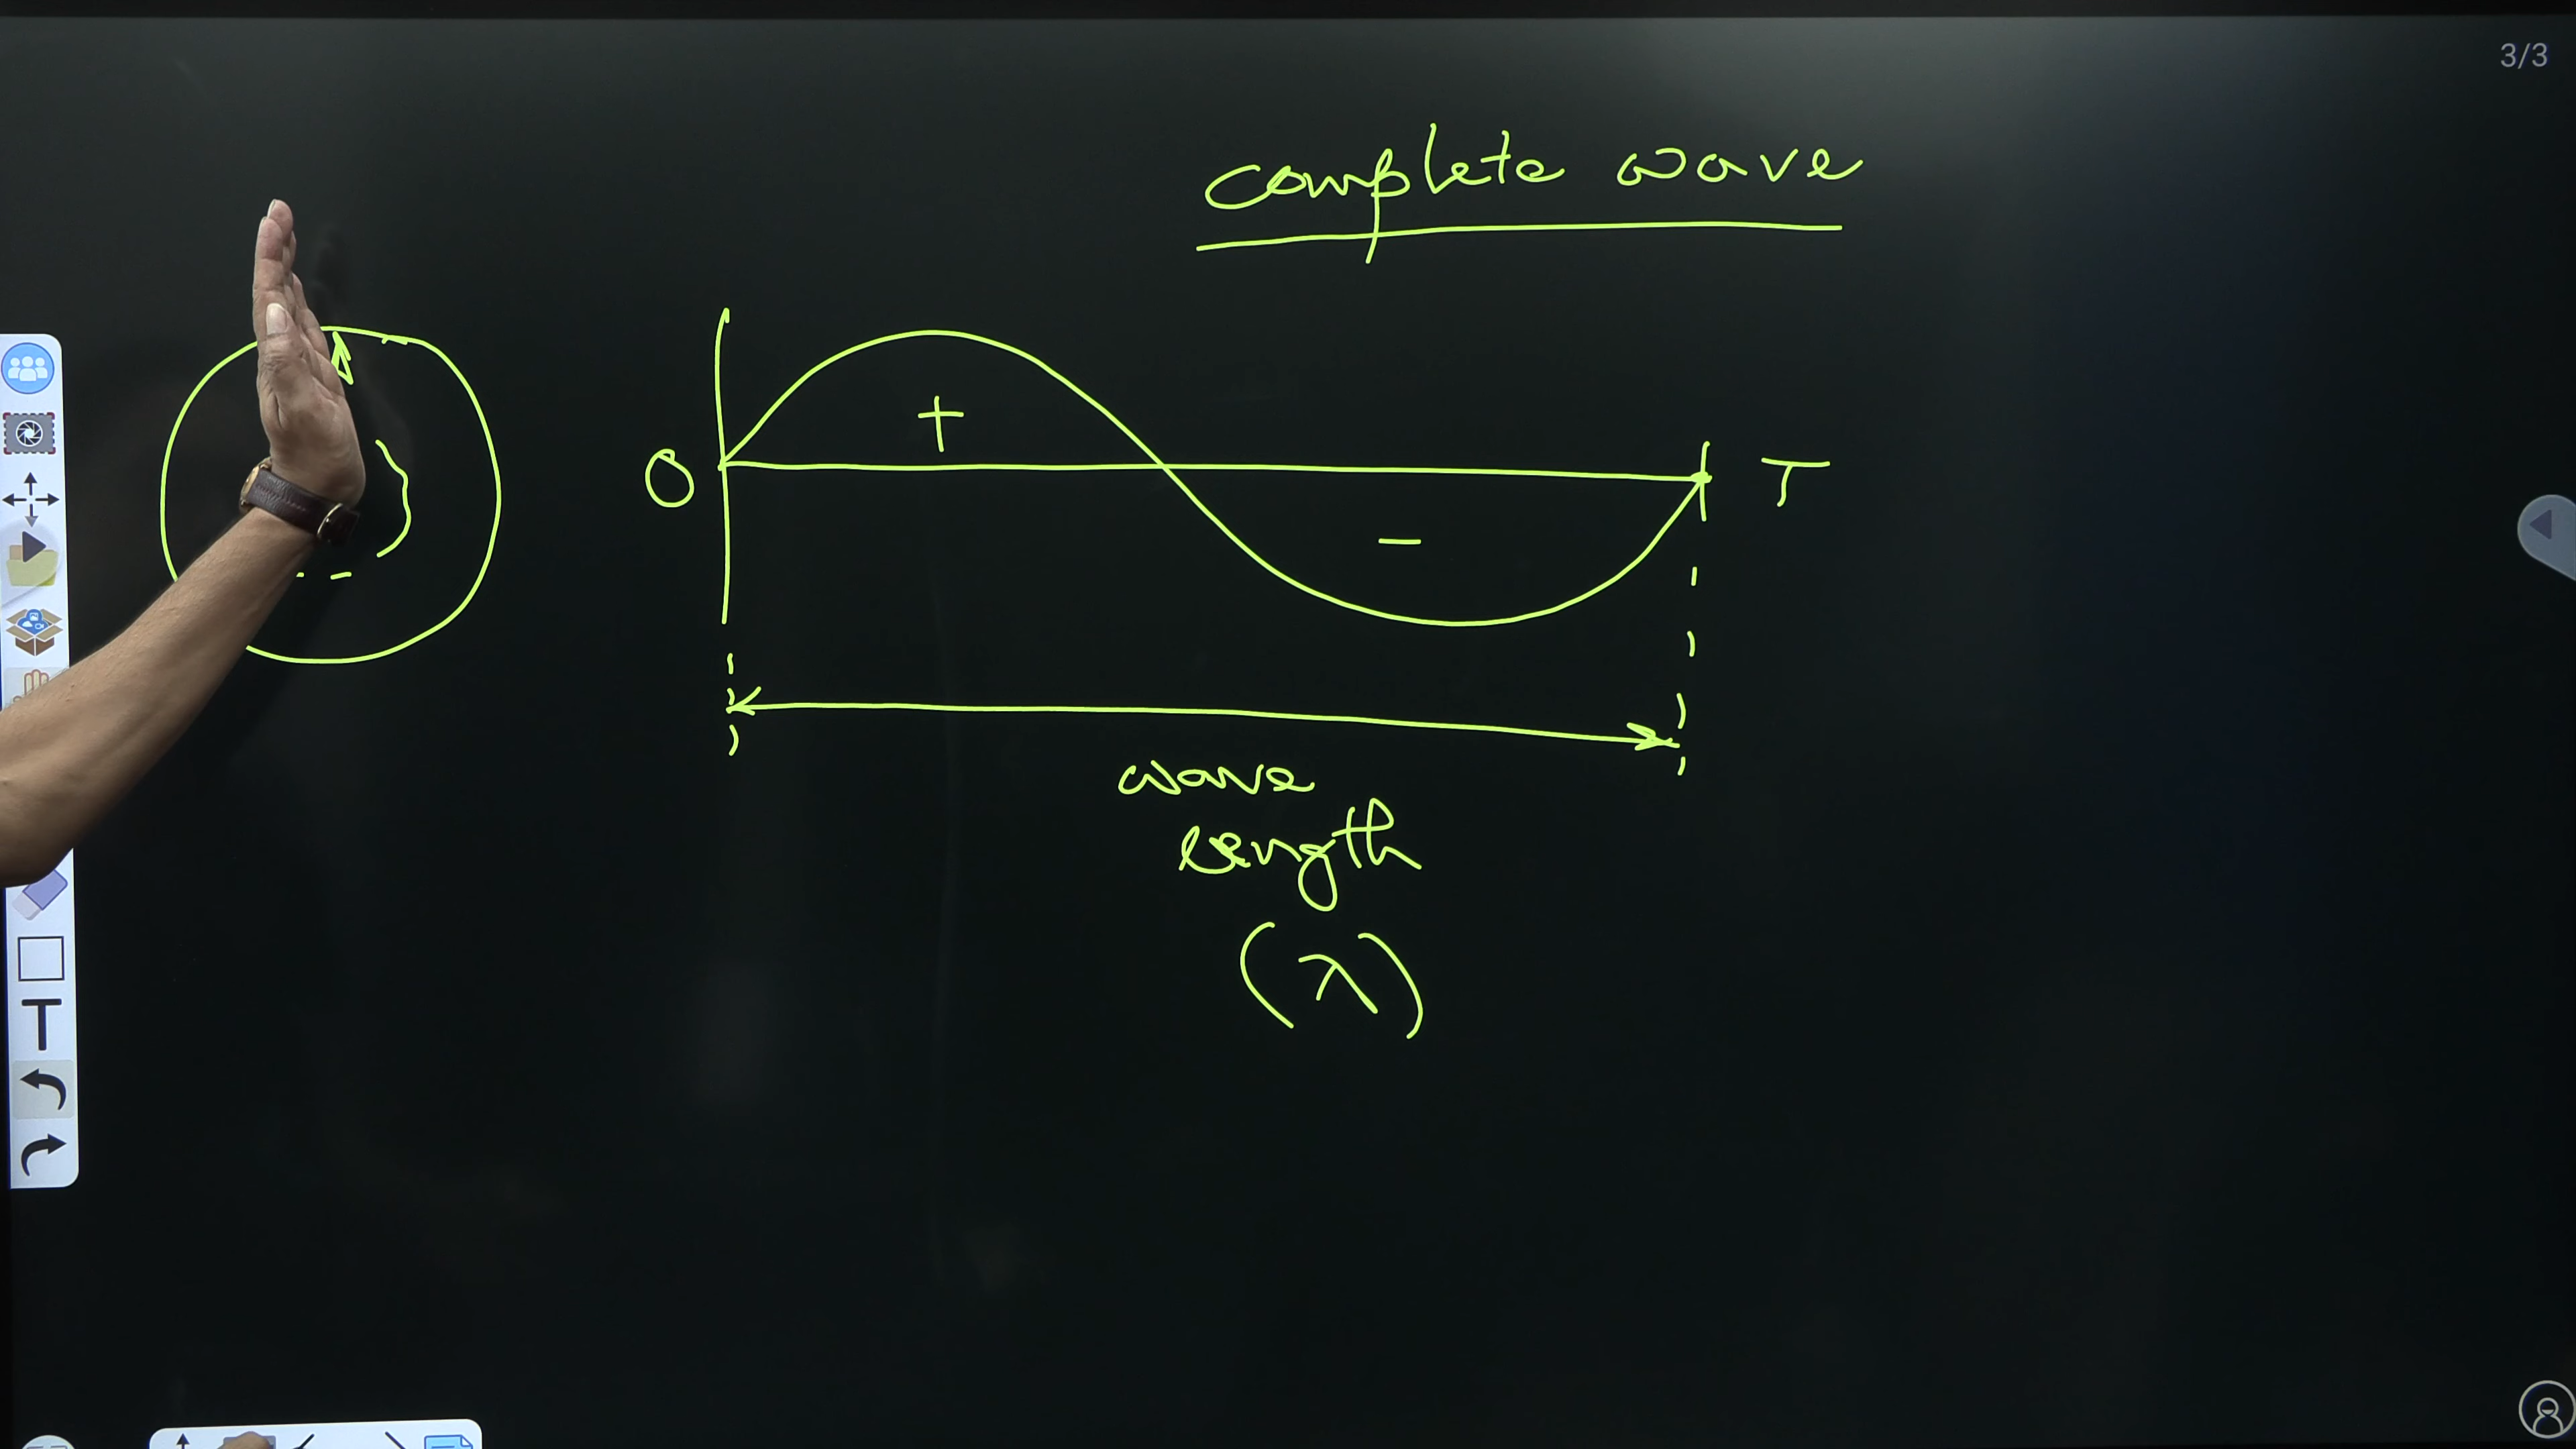 3/3
complete wave
+
O T
-
wave
length
(λ)
T